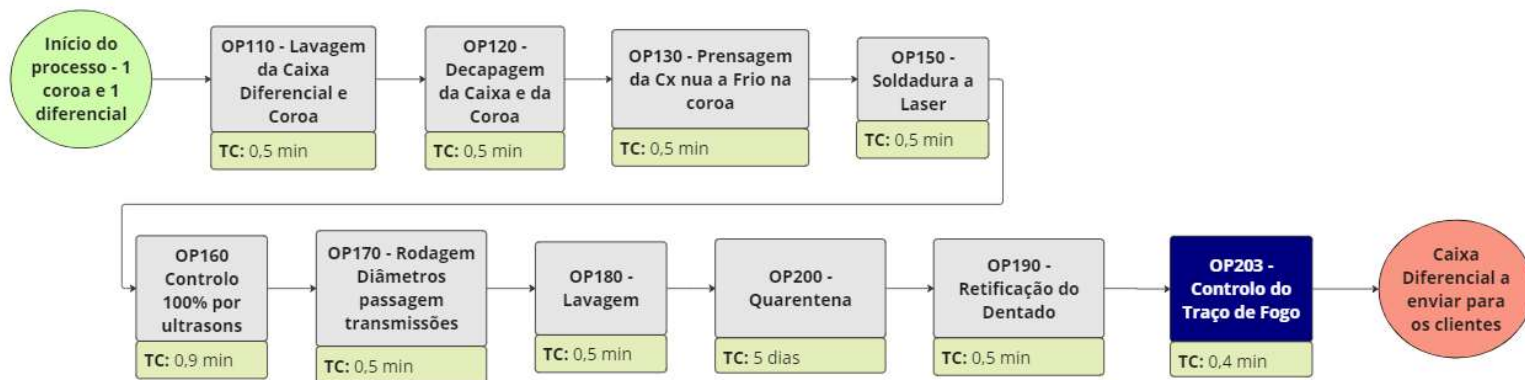 Início do
processo - 1
coroa e 1
diferencial
OP110 - Lavagem
da Caixa
Diferencial e
Coroa
TC: 0,5 min
OP120 -
Decapagem
da Caixa e da
Coroa
TC: 0,5 min
OP130 - Prensagem
da Cx nua a Frio na
coroa
TC: 0,5 min
OP150 -
Soldadura a
Laser
TC: 0,5 min
OP160
Controlo
100% por
ultrasons
TC: 0,9 min
OP170 - Rodagem
Diâmetros
passagem
transmissões
TC: 0,5 min
OP180 -
Lavagem
TC: 0,5 min
OP200 -
Quarentena
TC: 5 dias
OP190 -
Retificação do
Dentado
TC: 0,5 min
OP203 -
Controlo do
Traço de Fogo
TC: 0,4 min
Caixa
Diferencial a
enviar para
os clientes